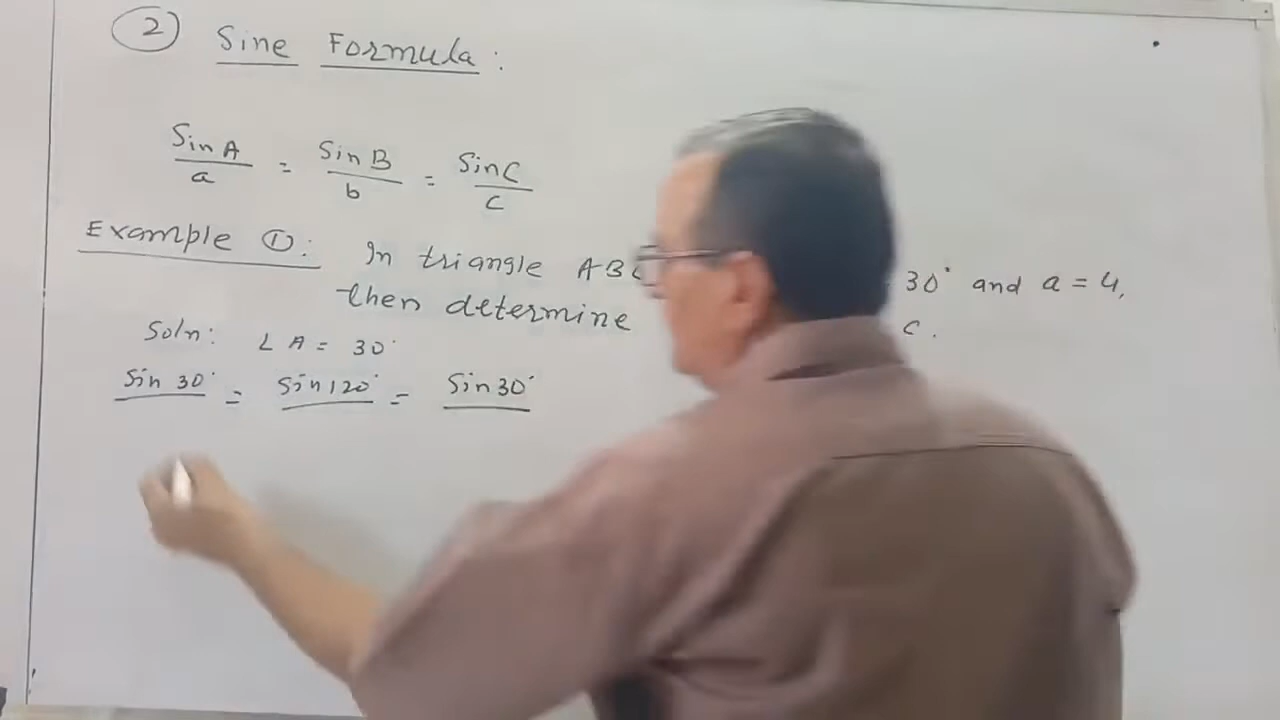 2 Sine Formula:
Sin A / a = Sin B / b = Sin C / c
Example ①: In triangle AB 30° and a = 4,
then determine c.
Soln: ∠A = 30°
Sin 30° = Sin 120° = Sin 30°